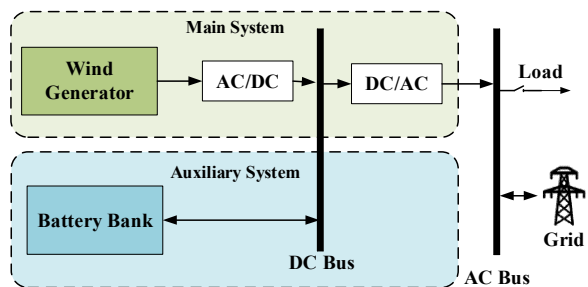 Main System
Wind
Generator
AC/DC
DC/AC
Load
Auxiliary System
Battery Bank
DC Bus
Grid
AC Bus